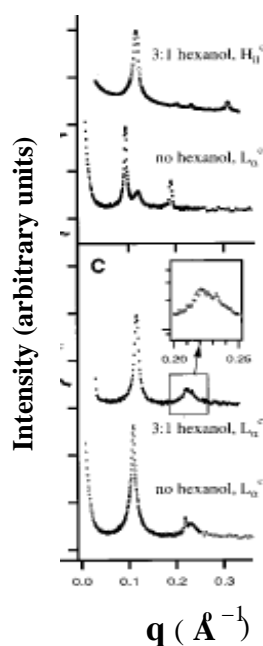 3:1 hexanol, H_II^c
no hexanol, L_α^c
C
0.20 0.25
3:1 hexanol, L_α^c
no hexanol, L_α^c
0.0 0.1 0.2 0.3
Intensity (arbitrary units)
q ( Å⁻¹)